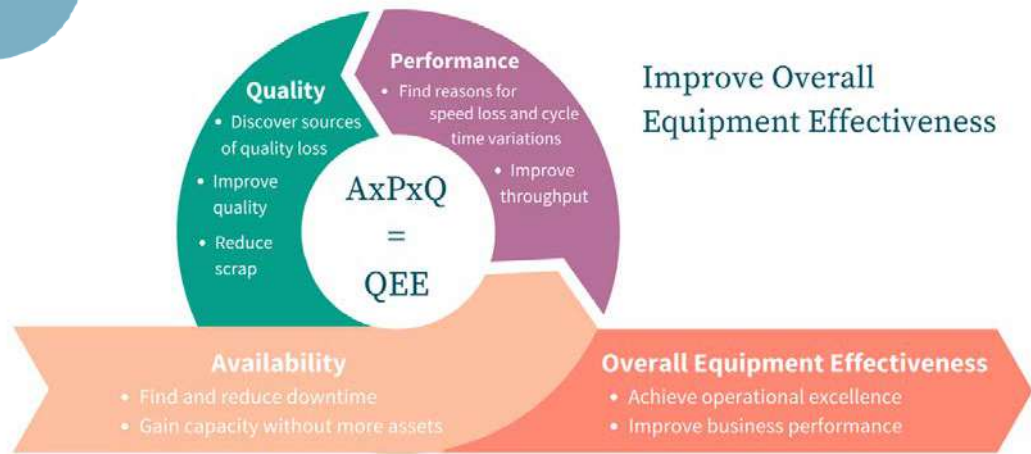 Improve Overall
Equipment Effectiveness
Performance
• Find reasons for
speed loss and cycle
time variations
• Improve
throughput
Quality
• Discover sources
of quality loss
• Improve
quality
• Reduce
scrap
AxPxQ
=
QEE
Availability
• Find and reduce downtime
• Gain capacity without more assets
Overall Equipment Effectiveness
• Achieve operational excellence
• Improve business performance